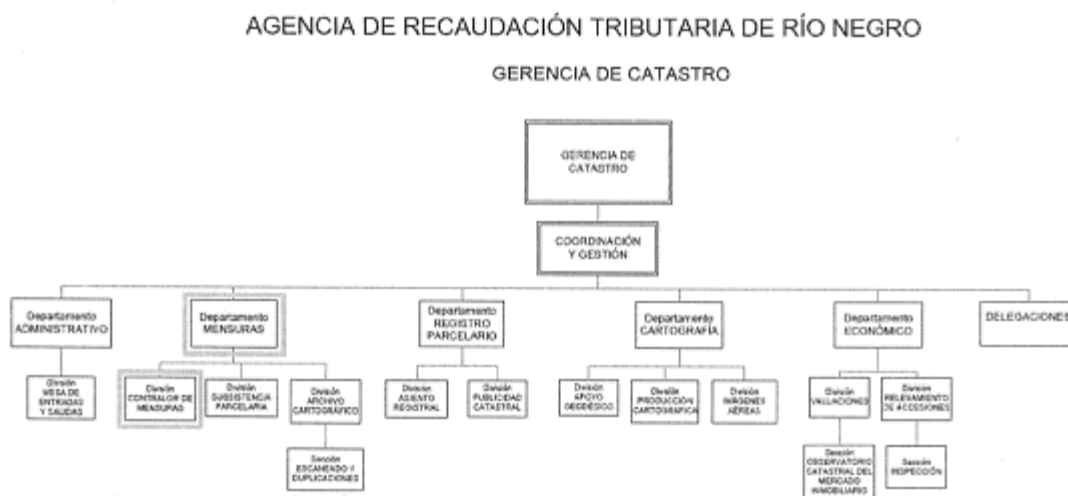 AGENCIA DE RECAUDACIÓN TRIBUTARIA DE RÍO NEGRO
GERENCIA DE CATASTRO
GERENCIA DE
CATASTRO
COORDINACIÓN
Y GESTIÓN
Departamento
ADMINISTRATIVO
Departamento
MENSURAS
Departamento
REGISTRO
PARCELARIO
Departamento
CARTOGRAFÍA
Departamento
ECONÓMICO
DELEGACIONES
División
MESA DE
ENTRADAS
Y SALIDAS
División
CONTRALOR DE
MENSURAS
División
SUBSISTENCIA
PARCELARIA
División
ARCHIVO
CARTOGRÁFICO
División
ASIENTO
REGISTRAL
División
PUBLICIDAD
CATASTRAL
División
APOYO
GEODÉSICO
División
PRODUCCIÓN
CARTOGRAFICA
División
IMÁGENES
AÉREAS
División
VALUACIONES
División
RELEVAMIENTO
DE ACCESIONES
Sección
ESCANEADO Y
DUPLICACIONES
Sección
OBSERVATORIO
CATASTRAL DEL
MERCADO
INMOBILIARIO
Sección
INSPECCIÓN